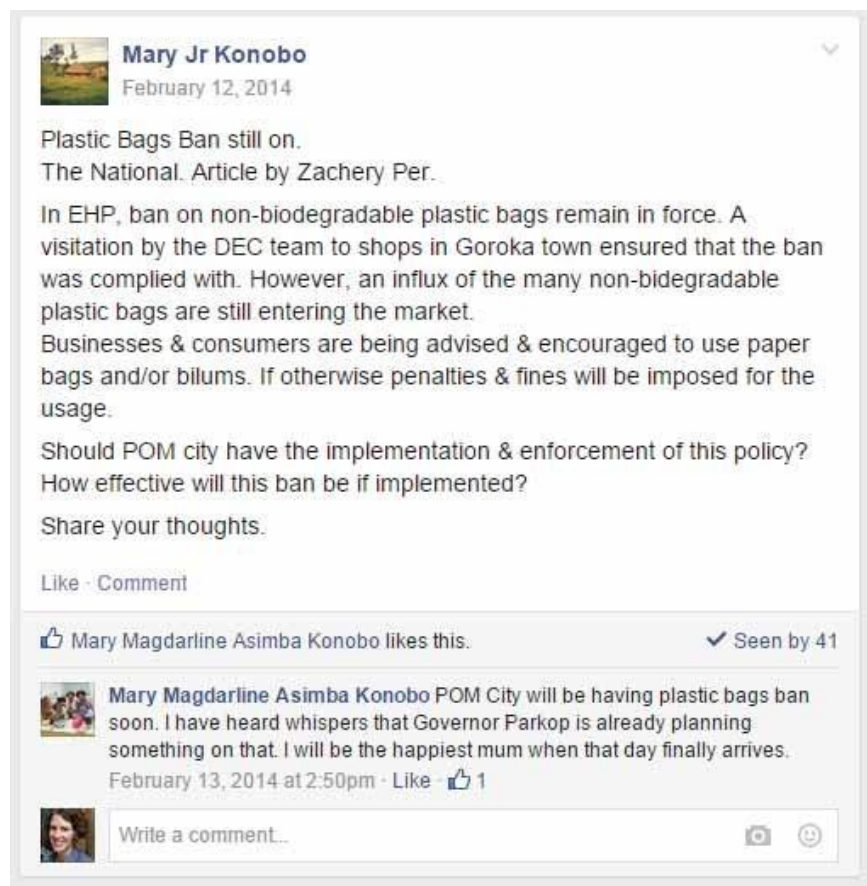 Mary Jr Konobo
February 12, 2014
Plastic Bags Ban still on.
The National. Article by Zachery Per.
In EHP, ban on non-biodegradable plastic bags remain in force. A
visitation by the DEC team to shops in Goroka town ensured that the ban
was complied with. However, an influx of the many non-bidegradable
plastic bags are still entering the market.
Businesses & consumers are being advised & encouraged to use paper
bags and/or bilums. If otherwise penalties & fines will be imposed for the
usage.
Should POM city have the implementation & enforcement of this policy?
How effective will this ban be if implemented?
Share your thoughts.
Like · Comment
Mary Magdarline Asimba Konobo likes this. Seen by 41
Mary Magdarline Asimba Konobo POM City will be having plastic bags ban
soon. I have heard whispers that Governor Parkop is already planning
something on that. I will be the happiest mum when that day finally arrives.
February 13, 2014 at 2:50pm · Like · 1
Write a comment...